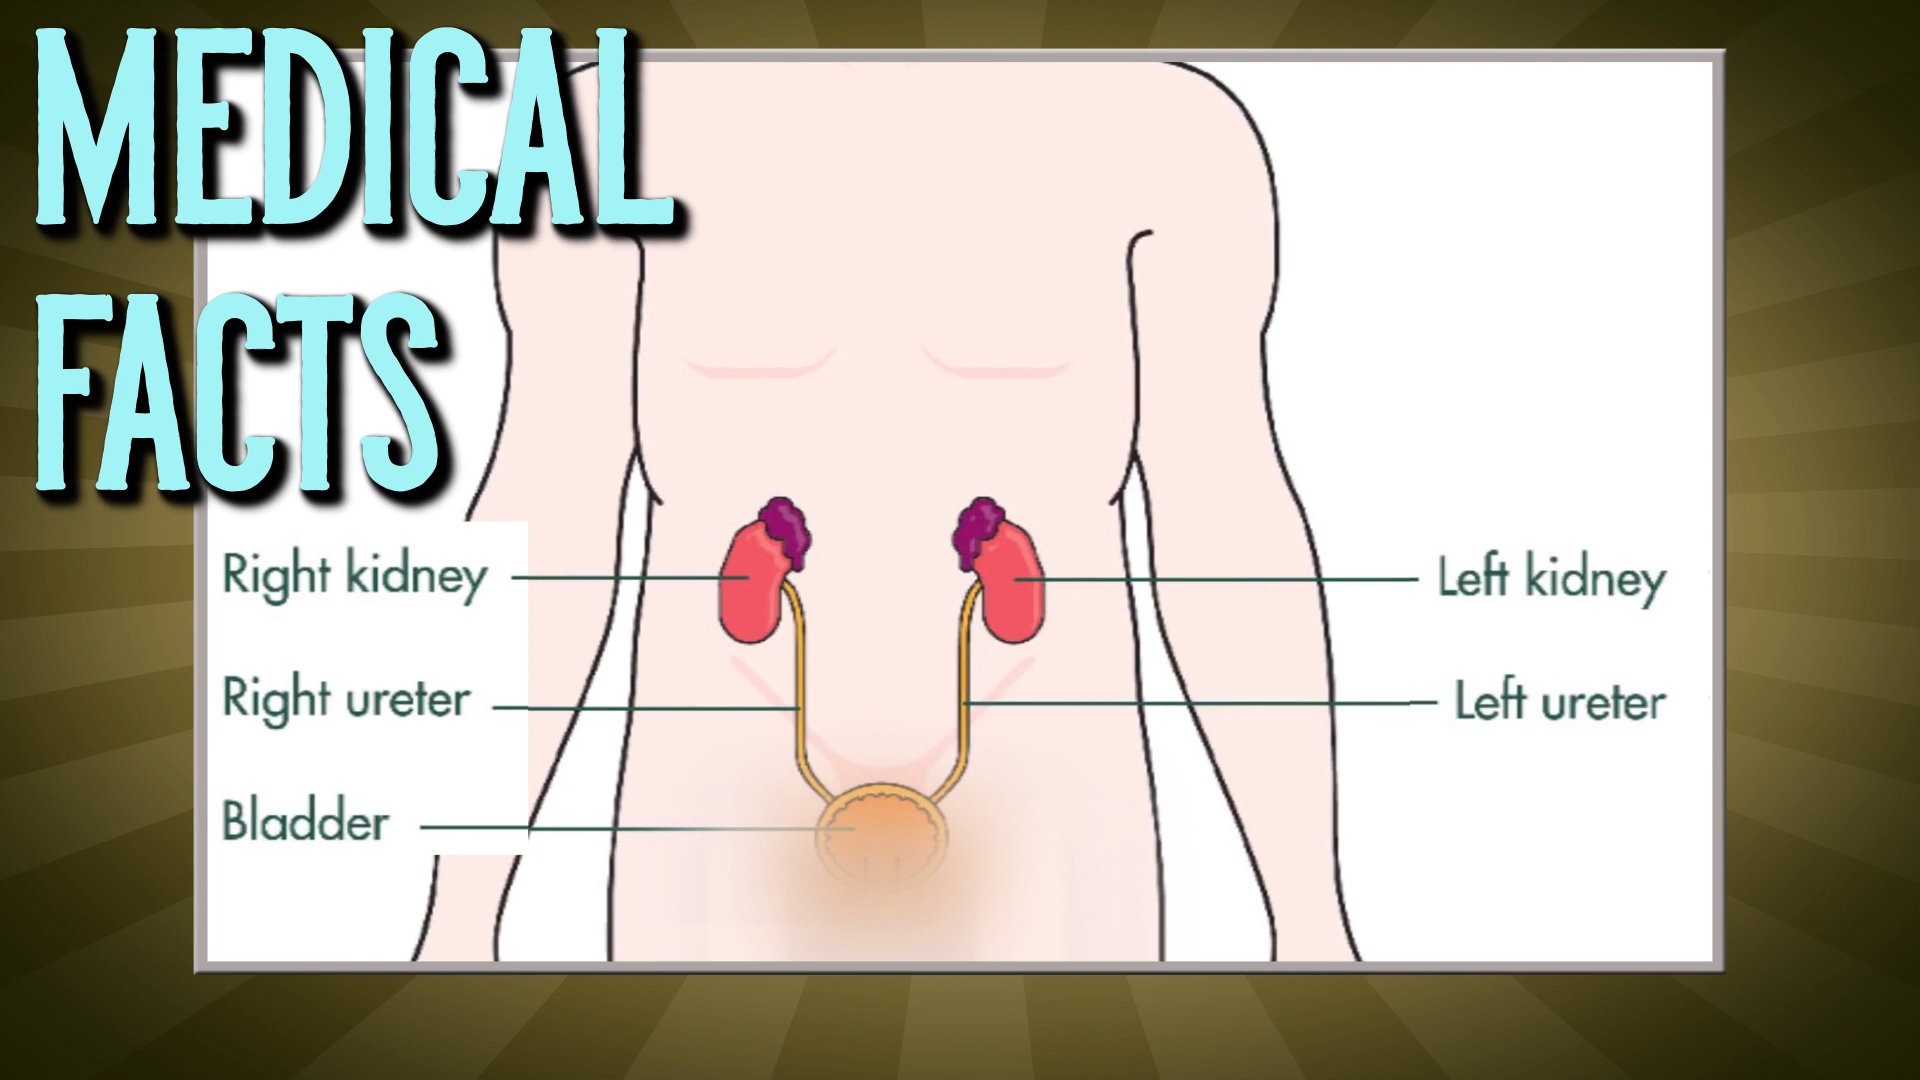 MEDICAL
FACTS
Right kidney
Left kidney
Right ureter
Left ureter
Bladder